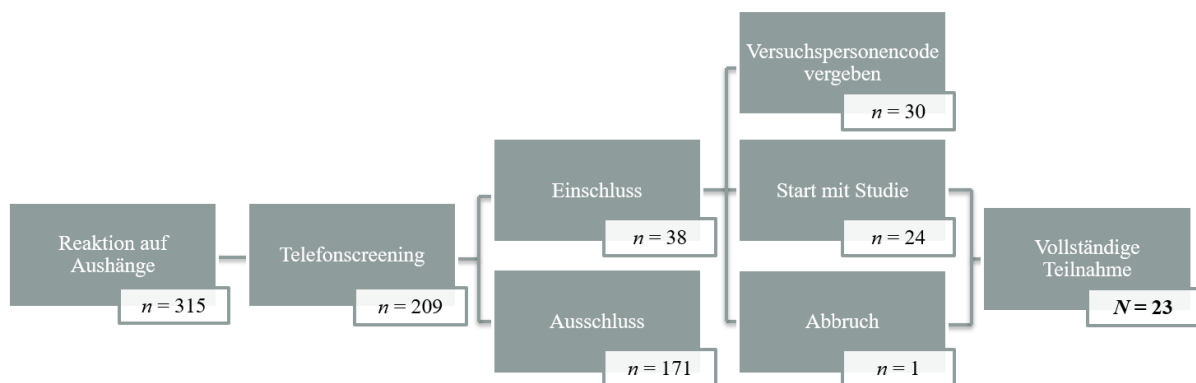 Reaktion auf
Aushänge
n = 315
Telefonscreening
n = 209
Einschluss
n = 38
Ausschluss
n = 171
Versuchspersonencode
vergeben
n = 30
Start mit Studie
n = 24
Abbruch
n = 1
Vollständige
Teilnahme
N = 23